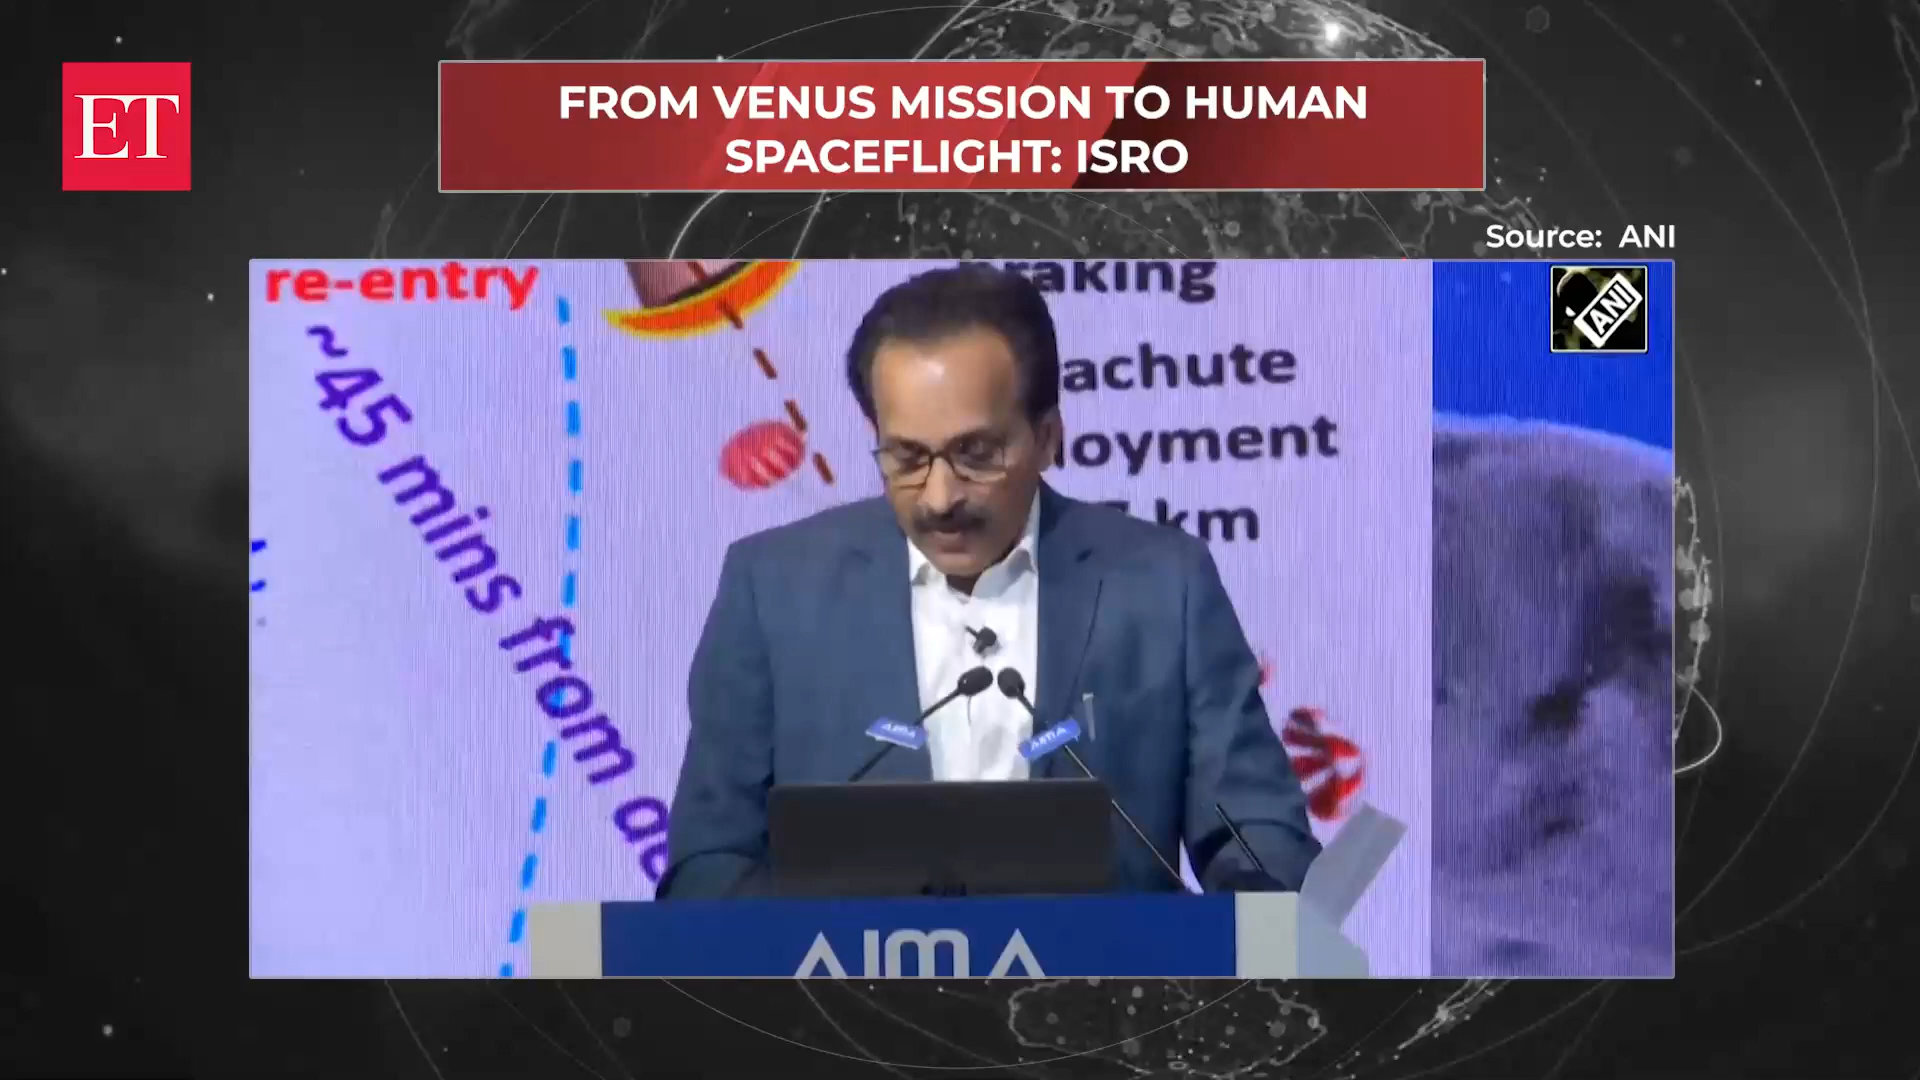 ET
FROM VENUS MISSION TO HUMAN
SPACEFLIGHT: ISRO
Source: ANI
ANI
re-entry
~45 mins from
raking
achute
loyment
km
AIMA
AIMA
AIMA